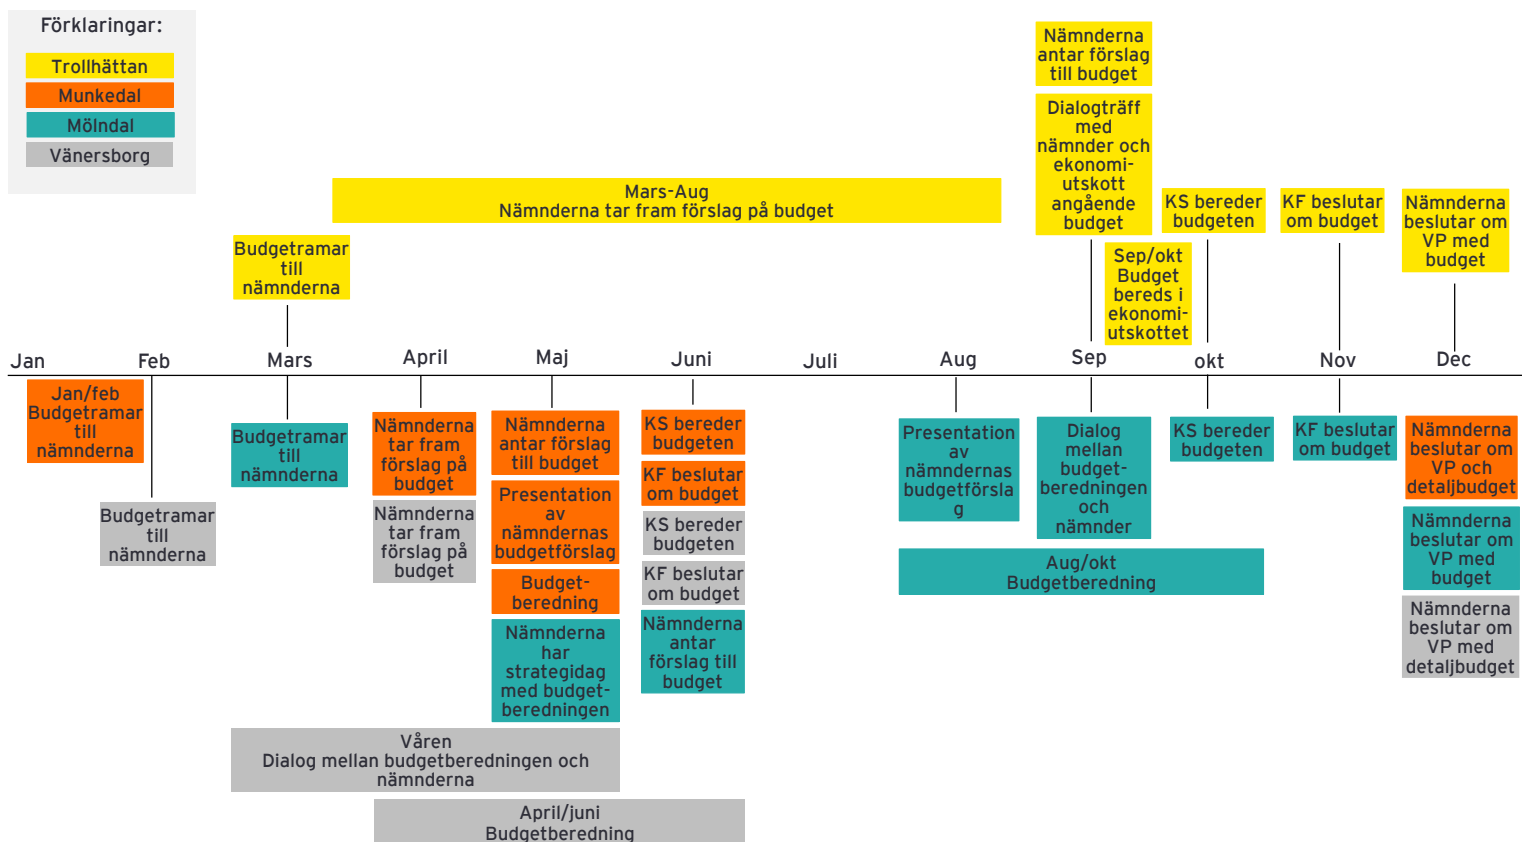 Förklaringar:
Trollhättan
Munkedal
Mölndal
Vänersborg
Mars-Aug
Nämnderna tar fram förslag på budget
Budgetramar
till
nämnderna
Nämnderna
antar förslag
till budget
Dialogträff
med
nämnder och
ekonomi-
utskott
angående
budget
Sep/okt
Budget
bereds i
ekonomi-
utskottet
KS bereder
budgeten
KF beslutar
om budget
Nämnderna
beslutar om
VP med
budget
Jan
Feb
Mars
April
Maj
Juni
Juli
Aug
Sep
okt
Nov
Dec
Jan/feb
Budgetramar
till
nämnderna
Budgetramar
till
nämnderna
Budgetramar
till
nämnderna
Nämnderna
tar fram
förslag på
budget
Nämnderna
tar fram
förslag på
budget
Nämnderna
antar förslag
till budget
Presentation
av
nämndernas
budgetförslag
Budget-
beredning
Nämnderna
har
strategidag
med budget-
beredningen
KS bereder
budgeten
KF beslutar
om budget
KS bereder
budgeten
KF beslutar
om budget
Nämnderna
antar
förslag till
budget
Våren
Dialog mellan budgetberedningen och
nämnderna
April/juni
Budgetberedning
Presentation
av
nämndernas
budgetförsla
g
Dialog
mellan
budget-
beredningen
och
nämnder
Aug/okt
Budgetberedning
KS bereder
budgeten
KF beslutar
om budget
Nämnderna
beslutar om
VP och
detaljbudget
Nämnderna
beslutar om
VP med
budget
Nämnderna
beslutar om
VP med
detaljbudget